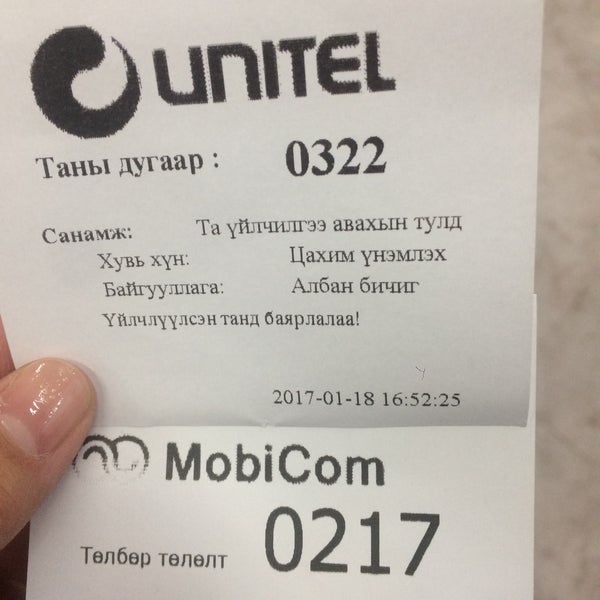 UNITEL
Таны дугаар : 0322
Санамж: Та үйлчилгээ авахын тулд
Хувь хүн: Цахим үнэмлэх
Байгууллага: Албан бичиг
Үйлчлүүлсэн танд баярлалаа!
2017-01-18 16:52:25
MobiCom
Төлбөр төлөлт 0217